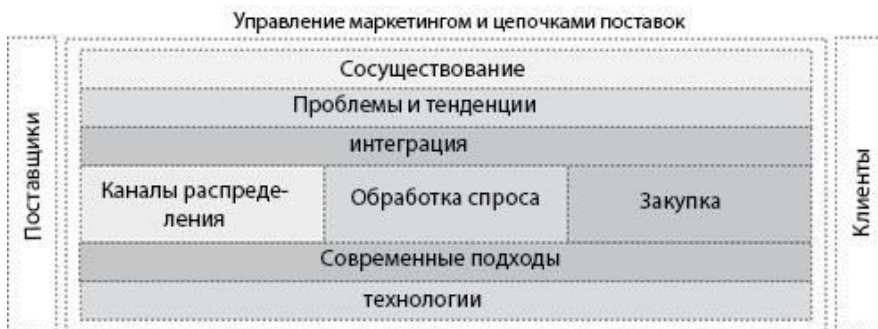 Управление маркетингом и цепочками поставок
Поставщики
Сосуществование
Проблемы и тенденции
интеграция
Каналы распреде-
ления
Обработка спроса
Закупка
Современные подходы
технологии
Клиенты